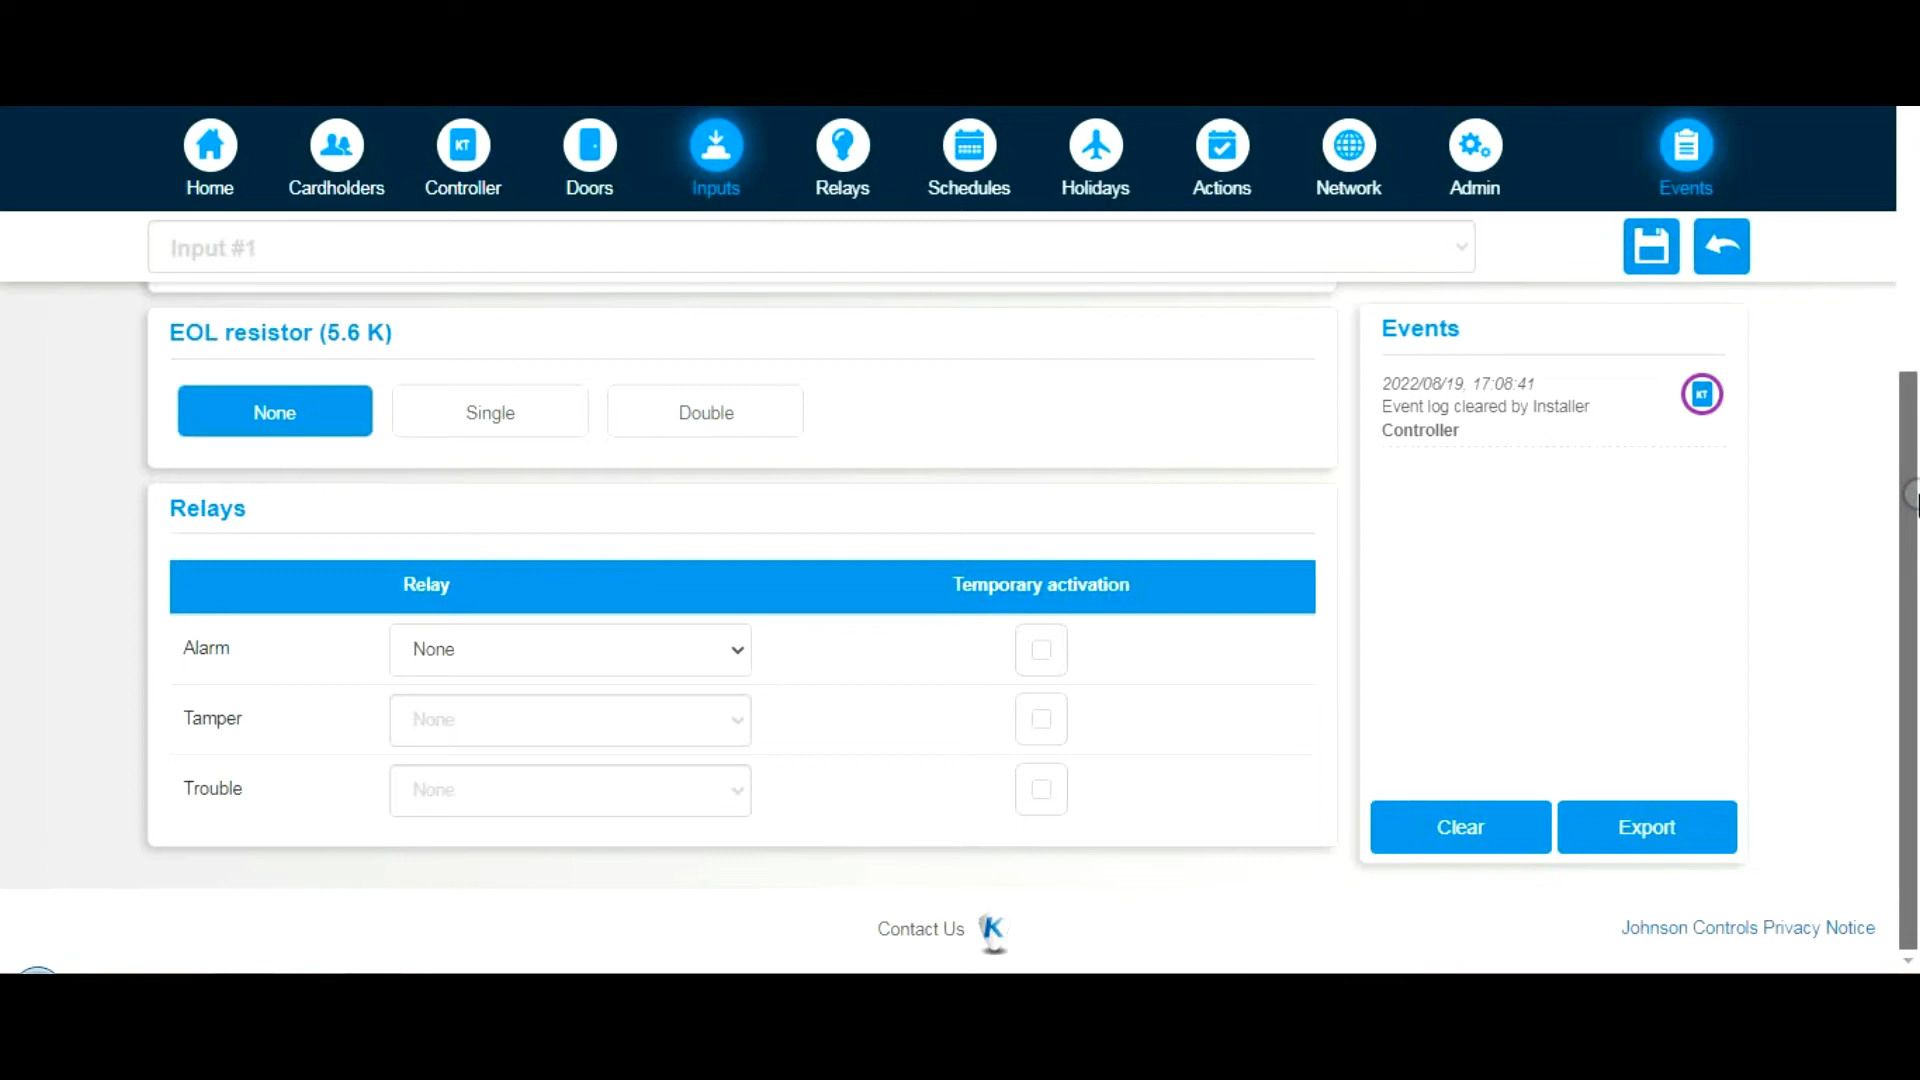 Home
Cardholders
KT
Controller
Doors
Inputs
Relays
Schedules
Holidays
Actions
Network
Admin
Events
Input #1
EOL resistor (5.6 K)
None
Single
Double
Relays
Relay
Temporary activation
Alarm
None
Tamper
None
Trouble
None
Events
2022/08/19, 17:08:41
Event log cleared by Installer
Controller
KT
Clear
Export
Contact Us
K
Johnson Controls Privacy Notice